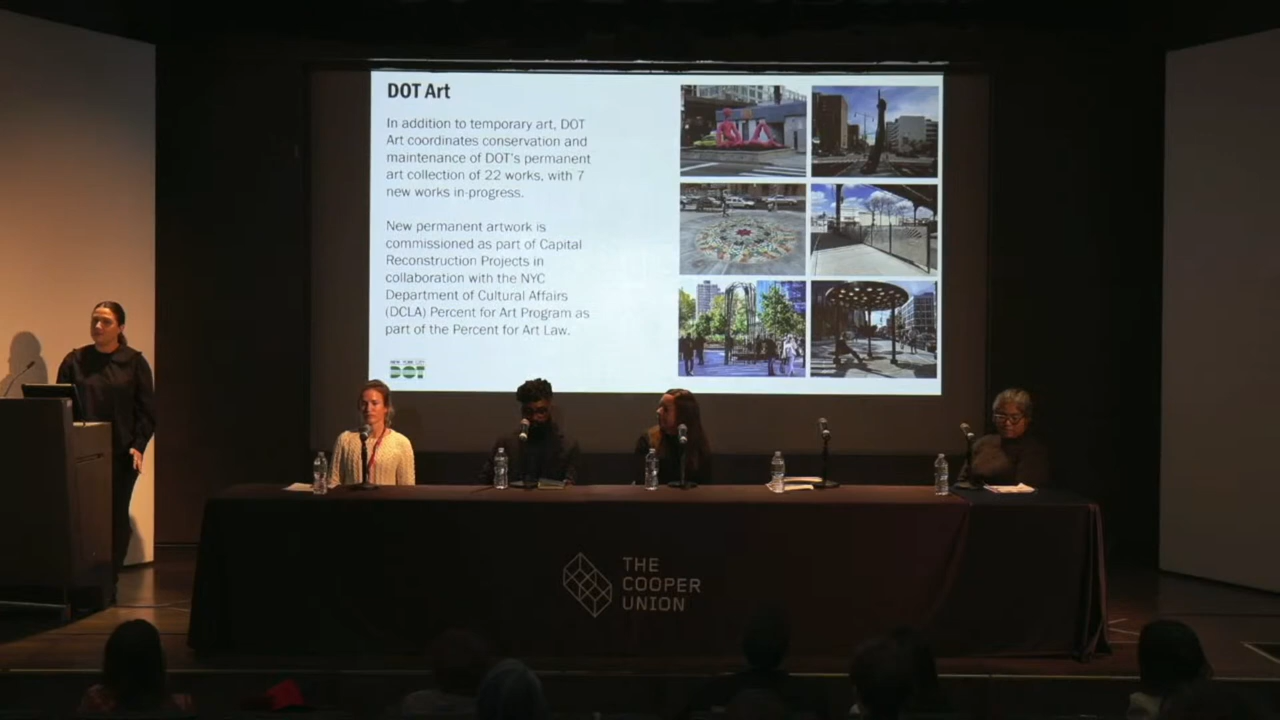 DOT Art
In addition to temporary art, DOT
Art coordinates conservation and
maintenance of DOT's permanent
art collection of 22 works, with 7
new works in-progress.
New permanent artwork is
commissioned as part of Capital
Reconstruction Projects in
collaboration with the NYC
Department of Cultural Affairs
(DCLA) Percent for Art Program as
part of the Percent for Art Law.
NEW YORK CITY
DOT
THE
COOPER
UNION